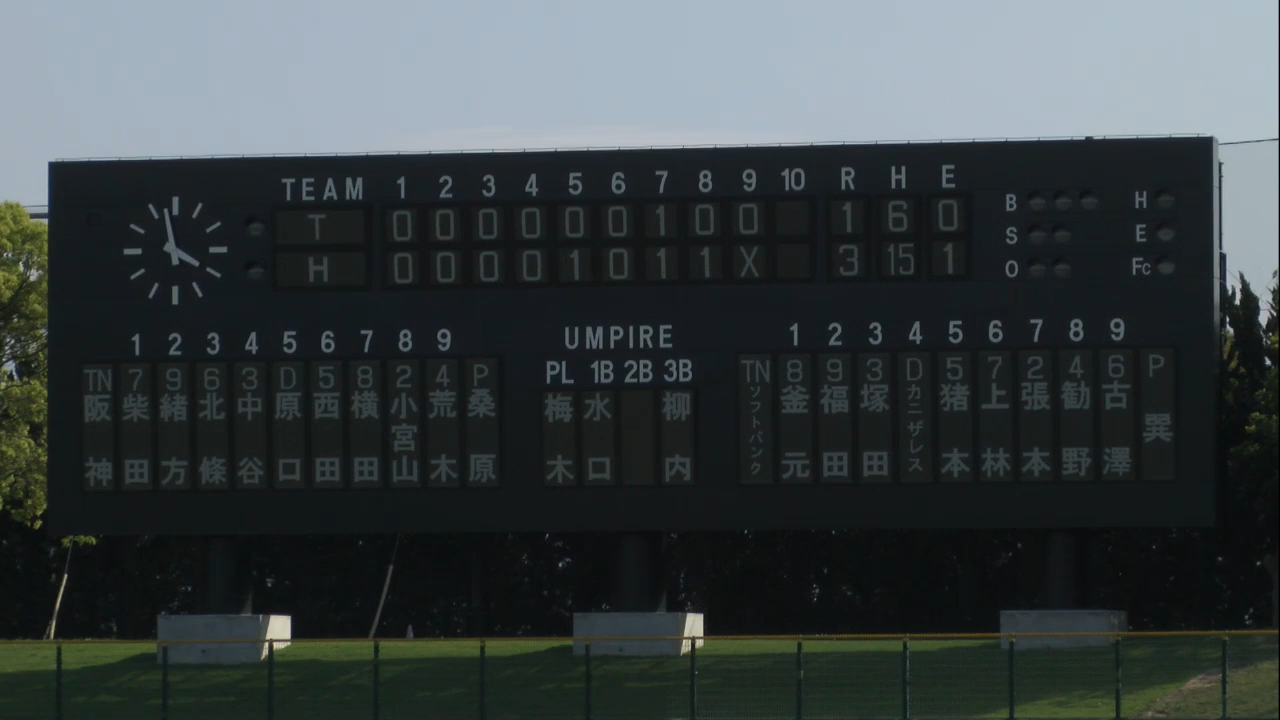 TEAM 1 2 3 4 5 6 7 8 9 10 R H E
T 0 0 0 0 0 0 1 0 0 1 6 0
H 0 0 0 0 1 0 1 1 X 3 15 1
B H
S E
O Fc
1 2 3 4 5 6 7 8 9
TN 7 9 6 3 D 5 8 2 4 P
阪神 柴田 緒方 北條 中谷 原口 西田 横田 小宮山 荒木 桑原
UMPIRE
PL 1B 2B 3B
梅木 水口 柳内
1 2 3 4 5 6 7 8 9
TN 8 9 3 D 5 7 2 4 6 P
ソフトバンク 釜元 福田 塚田 カニザレス 猪本 上林 張本 勧野 古澤 巽